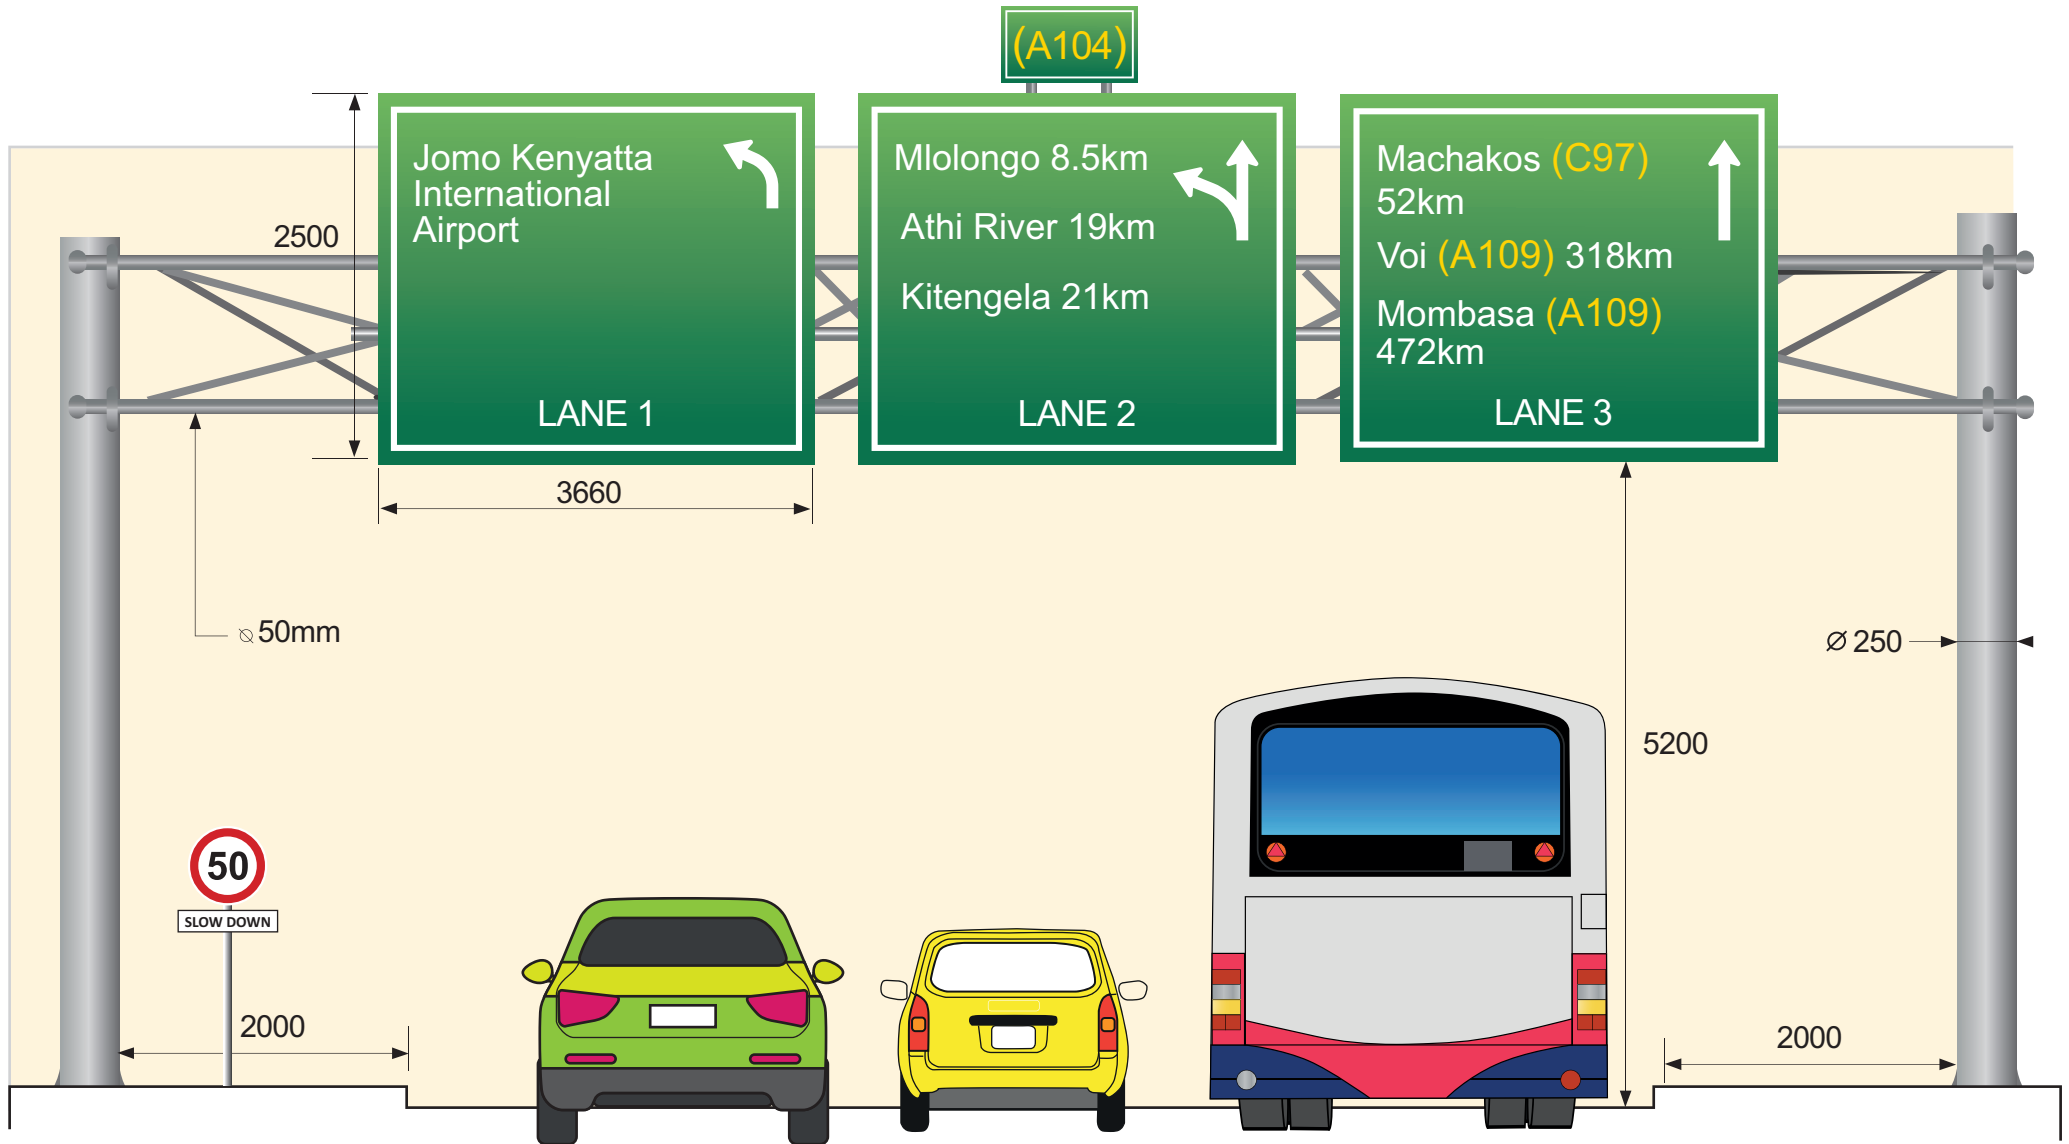 (A104)
Jomo Kenyatta
International
Airport
LANE 1
Mlolongo 8.5km
Athi River 19km
Kitengela 21km
LANE 2
Machakos (C97)
52km
Voi (A109) 318km
Mombasa (A109)
472km
LANE 3
2500
3660
⌀ 50mm
⌀ 250
5200
50
SLOW DOWN
2000
2000